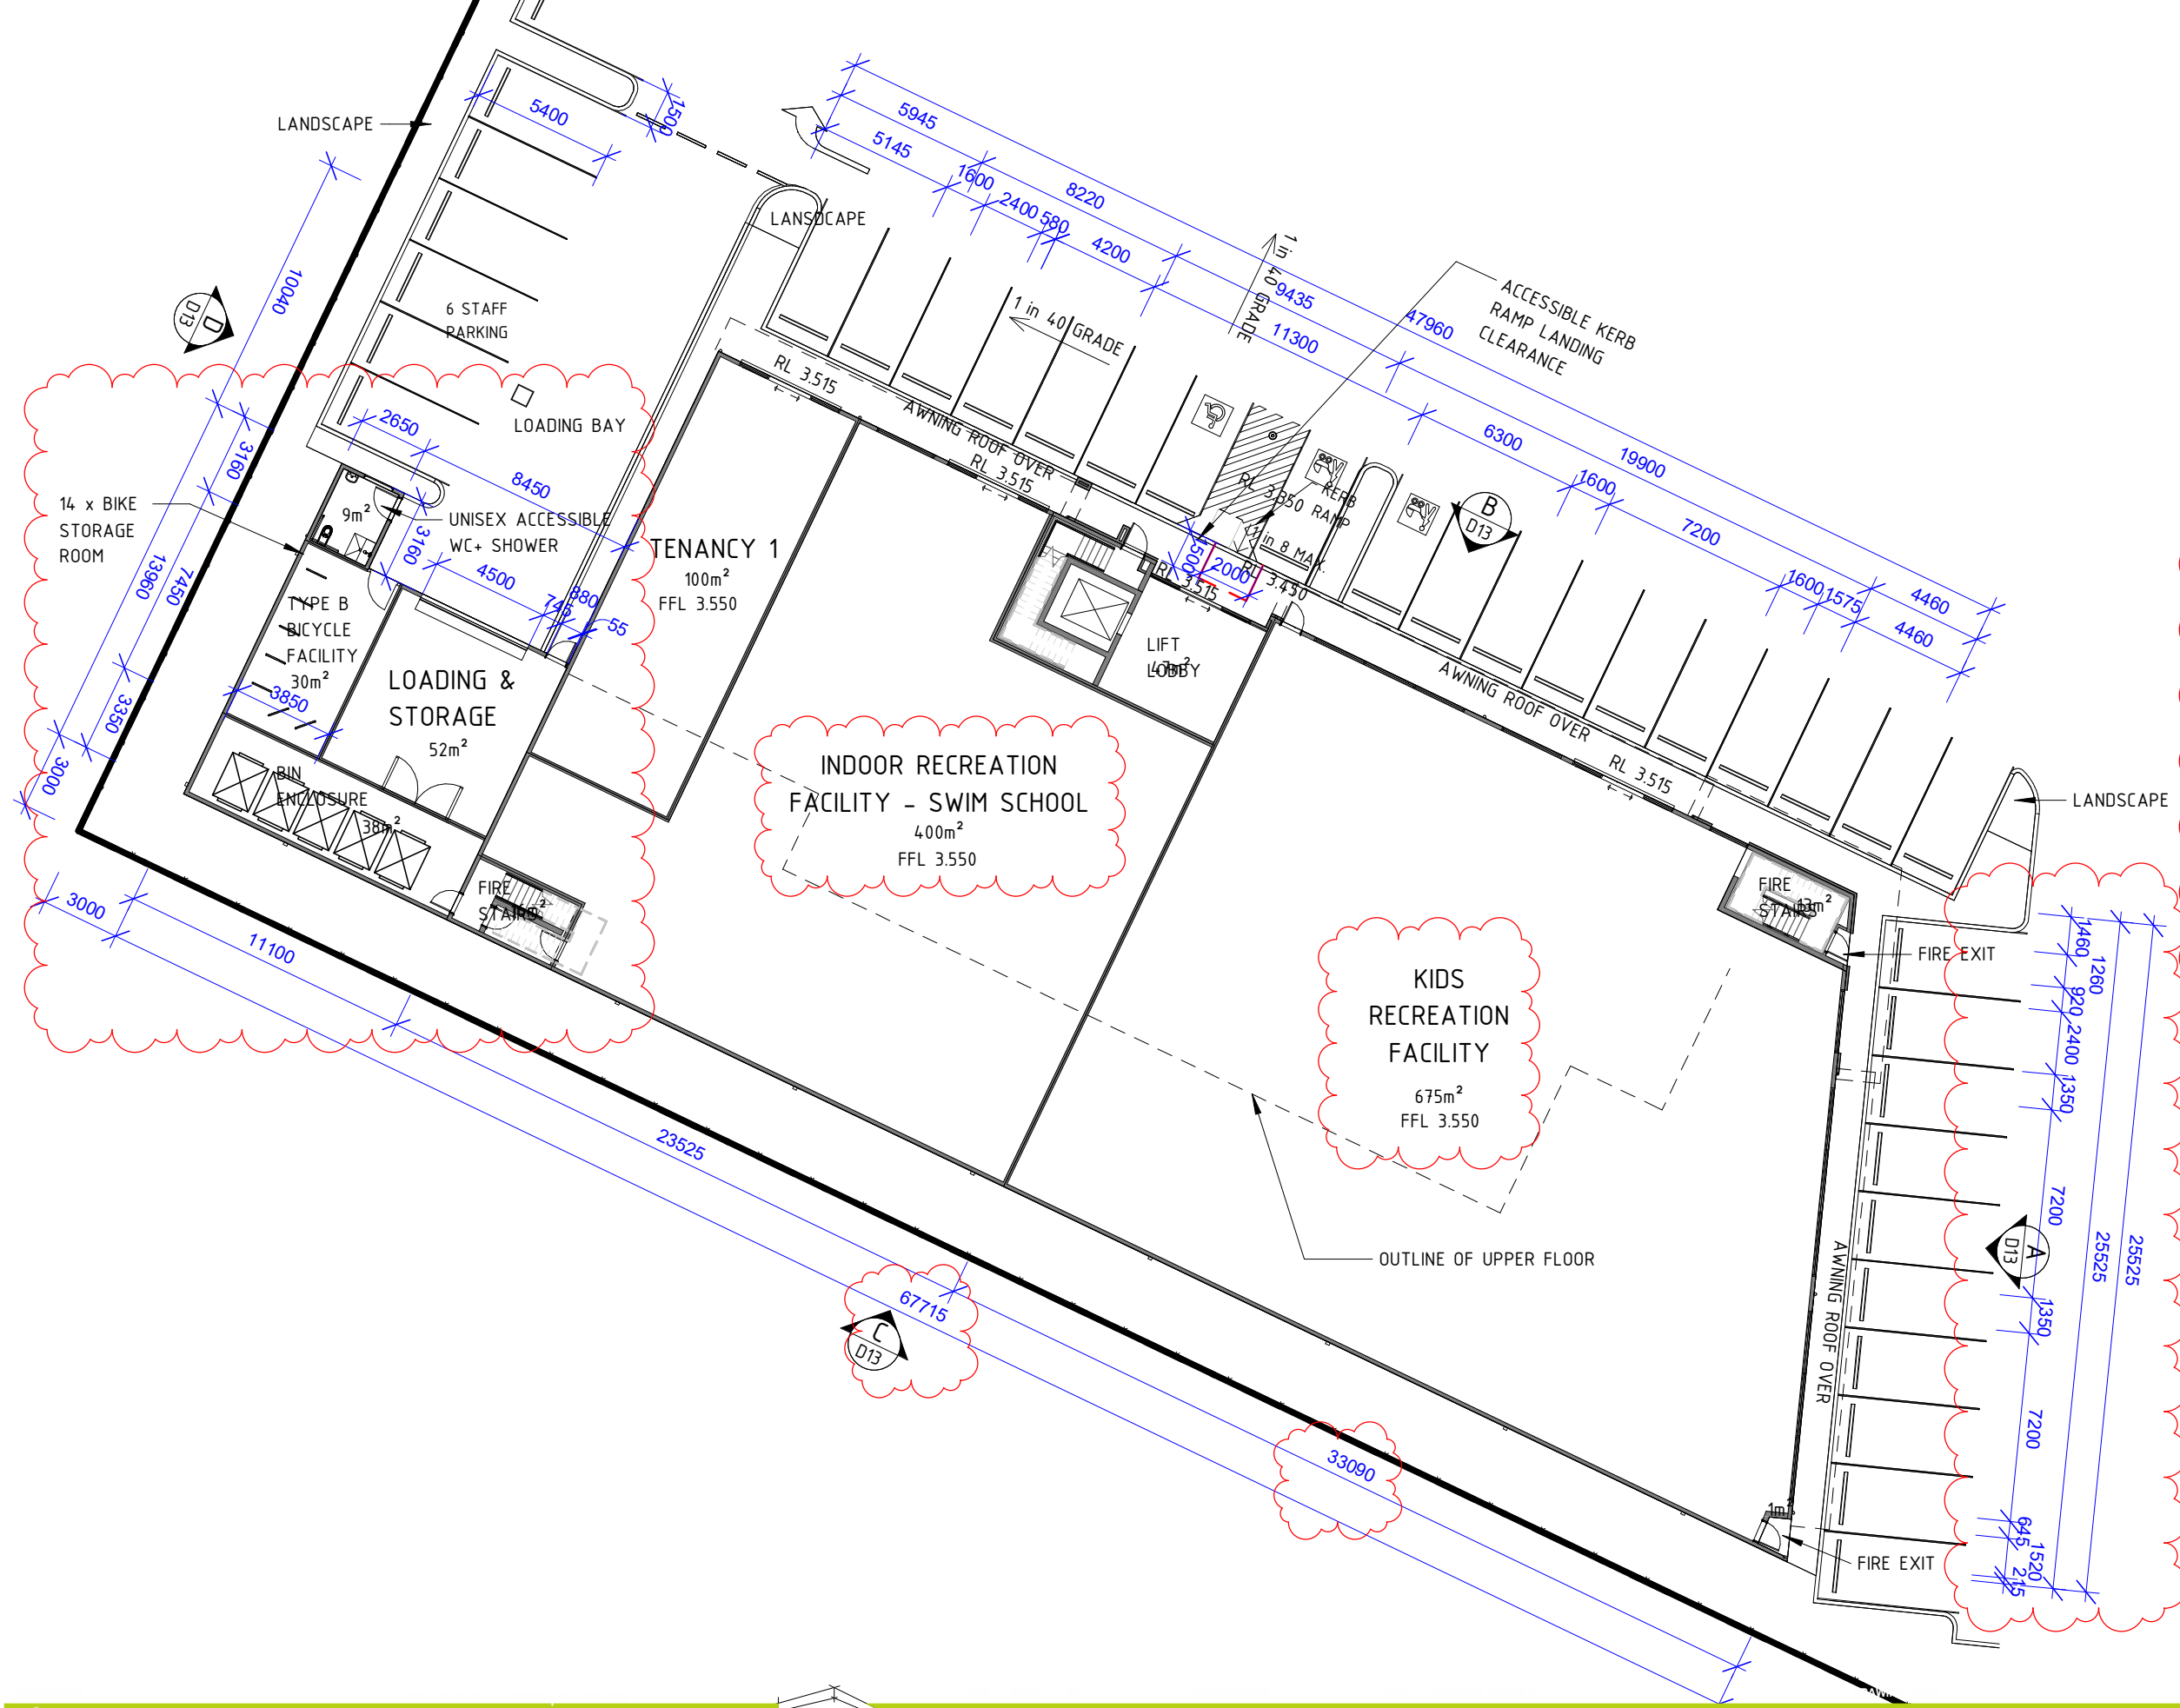 LANDSCAPE
5400
1500
5945
5145
1600
2400
580
8220
4200
LANSDCAPE
1 in 40 GRADE
9435
11300
47960
ACCESSIBLE KERB
RAMP LANDING
CLEARANCE
10040
D
D13
6 STAFF
PARKING
1 in 40 GRADE
RL 3.515
AWNING ROOF OVER
RL 3.515
6300
19900
1600
7200
1600
1575
4460
4460
B
D13
LOADING BAY
2650
8450
3160
14 x BIKE
STORAGE
ROOM
9m²
UNISEX ACCESSIBLE
WC+ SHOWER
3160
4500
745
880
55
13960
7450
3350
3000
TENANCY 1
100m²
FFL 3.550
RL 3.350
KERB
RAMP
1 in 8 MAX.
1500
2000
RL 3.450
RL 3.515
LIFT
LOBBY
TYPE B
BICYCLE
FACILITY
30m²
3850
LOADING &
STORAGE
52m²
BIN
ENCLOSURE
38m²
INDOOR RECREATION
FACILITY - SWIM SCHOOL
400m²
FFL 3.550
AWNING ROOF OVER
RL 3.515
LANDSCAPE
FIRE
STAIRS
FIRE
STAIRS
13m²
FIRE EXIT
3000
11100
23525
67715
33090
KIDS
RECREATION
FACILITY
675m²
FFL 3.550
OUTLINE OF UPPER FLOOR
C
D13
A
D13
AWNING ROOF OVER
1460
1260
920
2400
1350
7200
25525
25525
1350
7200
645
1520
215
1m²
FIRE EXIT